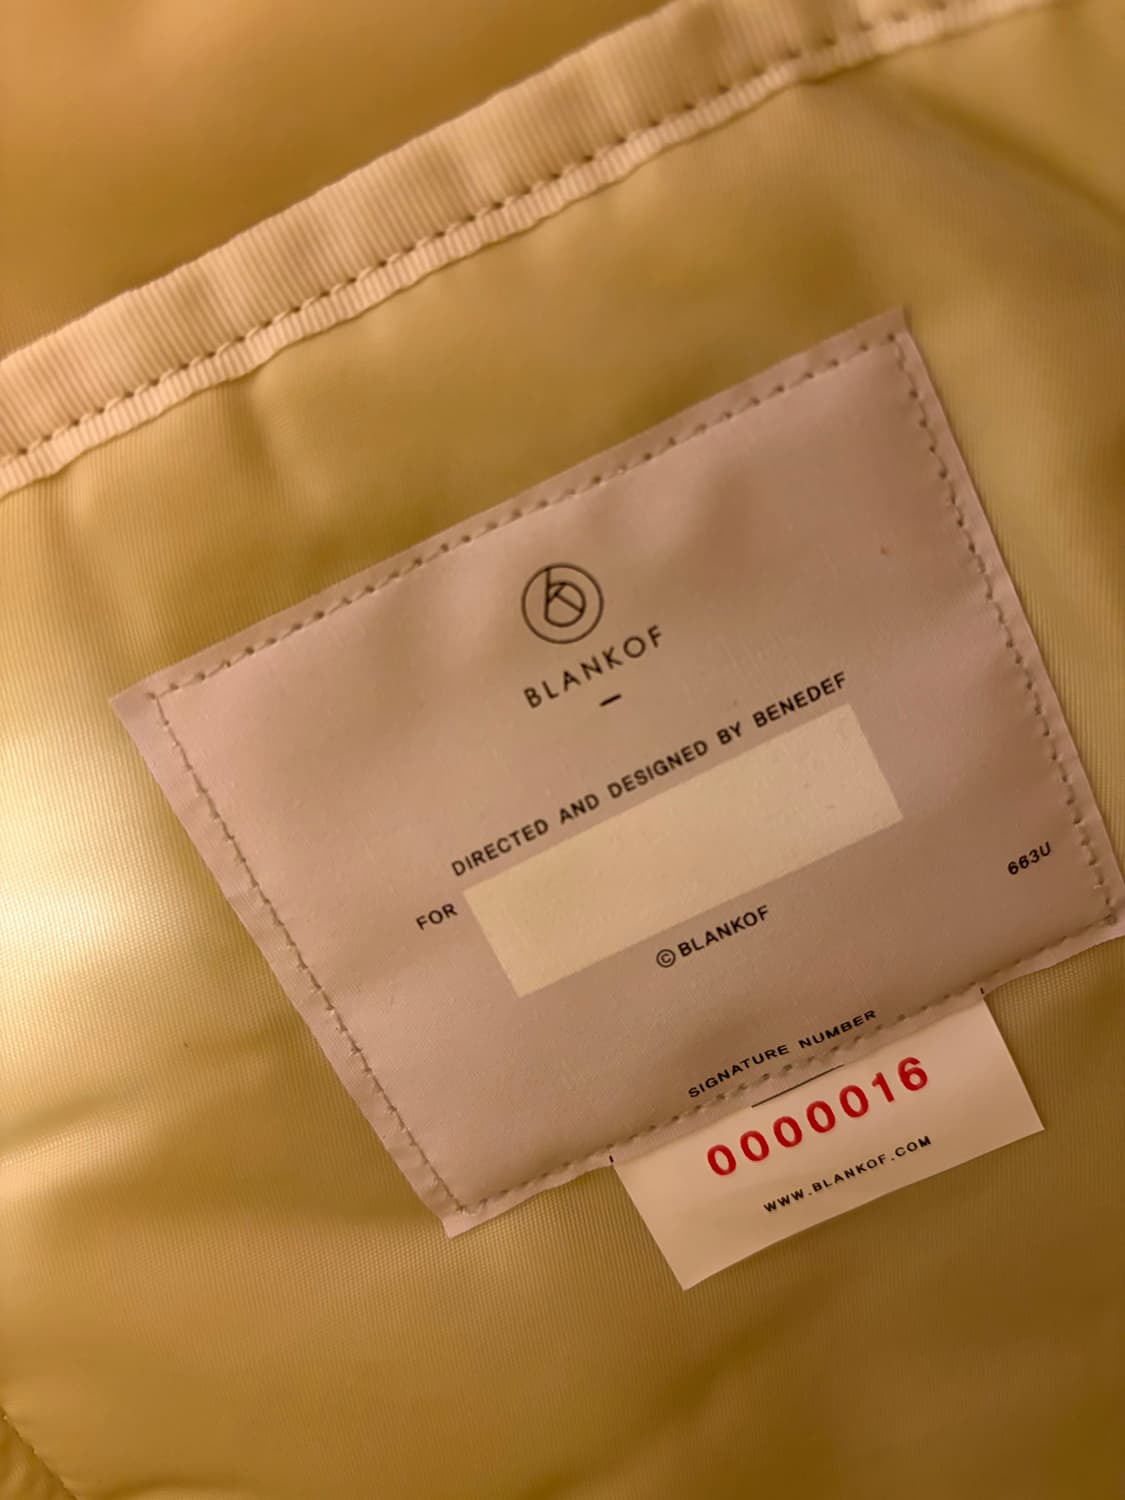 BLANKOF
DIRECTED AND DESIGNED BY BENEDEF
FOR
©BLANKOF
663U
SIGNATURE NUMBER
0000016
WWW.BLANKOF.COM